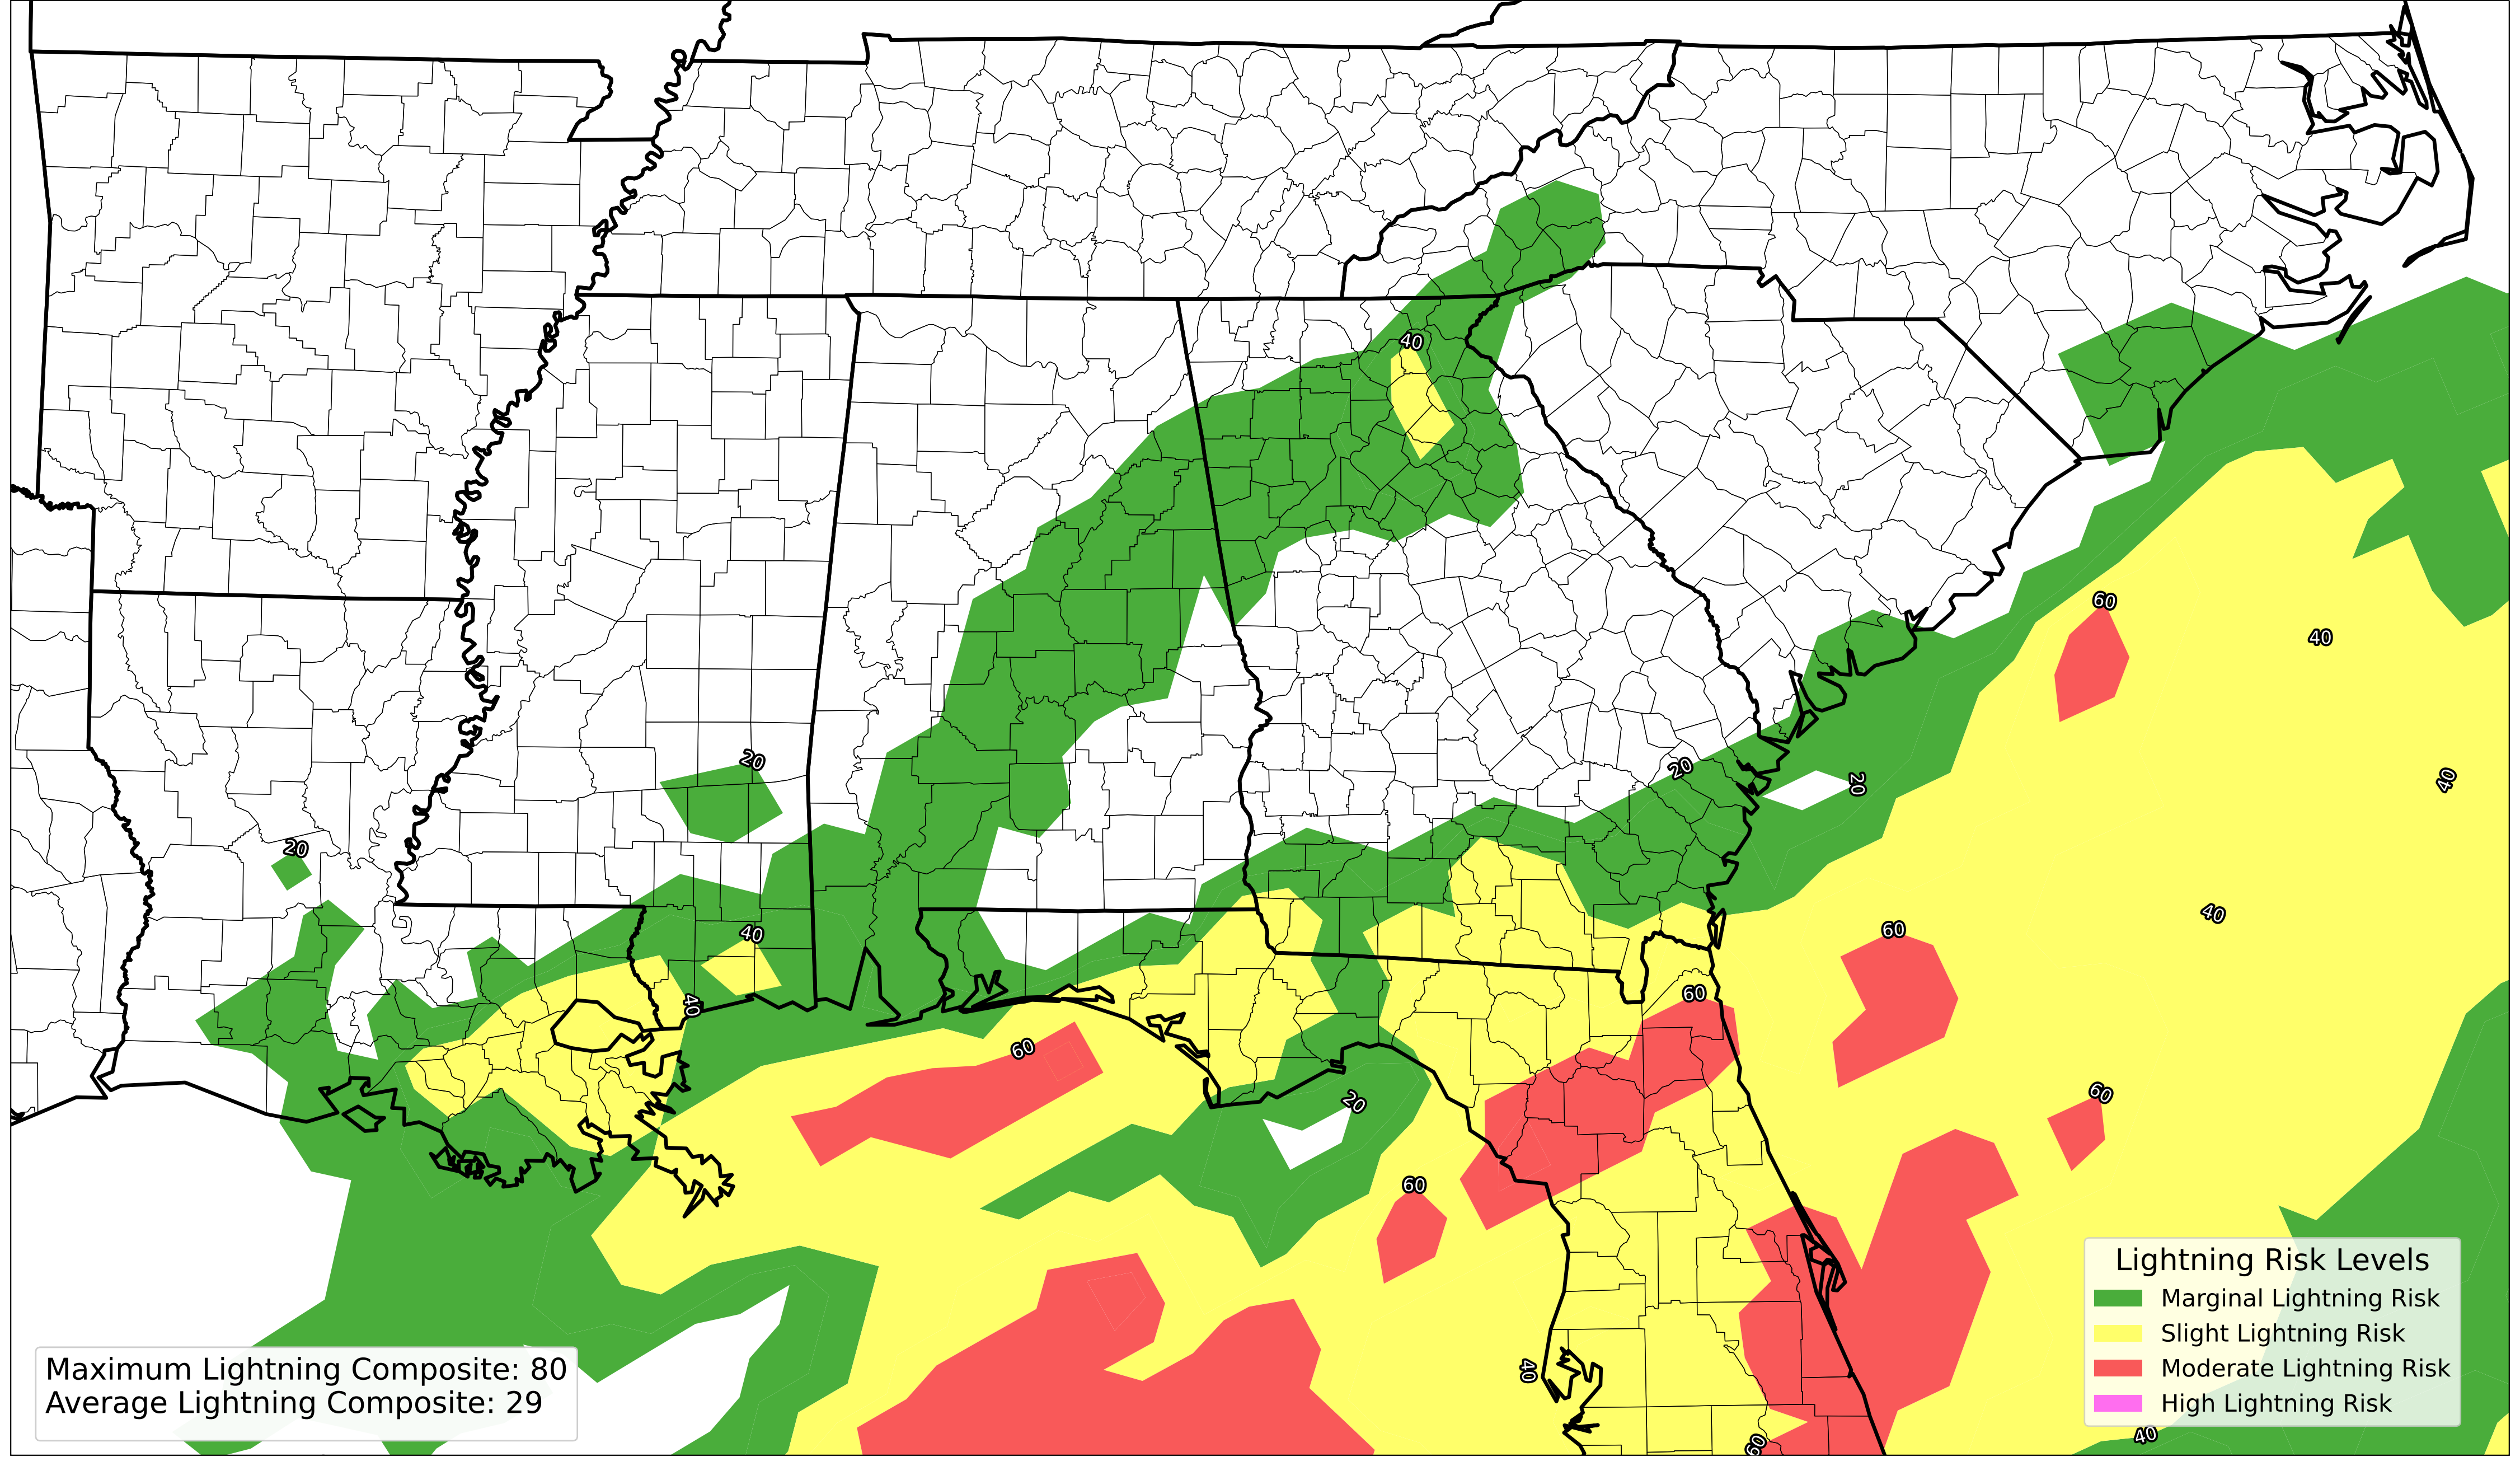 40
20
60
40
40
20
20
20
40
60
40
40
60
60
60
20
60
Lightning Risk Levels
Marginal Lightning Risk
Slight Lightning Risk
Moderate Lightning Risk
High Lightning Risk
Maximum Lightning Composite: 80
Average Lightning Composite: 29
40
60
40